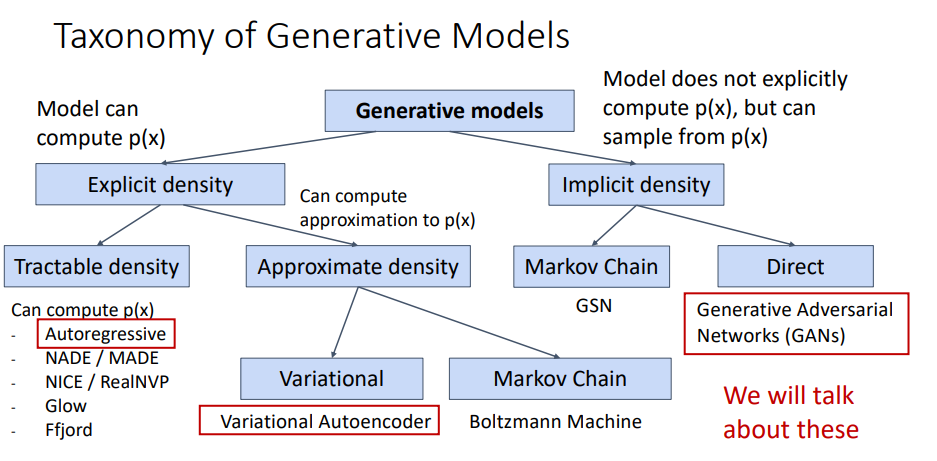 Taxonomy of Generative Models
Model can
compute p(x)
Generative models
Model does not explicitly
compute p(x), but can
sample from p(x)
Explicit density
Can compute
approximation to p(x)
Implicit density
Tractable density
Approximate density
Markov Chain
Direct
Can compute p(x)
- Autoregressive
- NADE / MADE
- NICE / RealNVP
- Glow
- Ffjord
GSN
Generative Adversarial
Networks (GANs)
Variational
Markov Chain
Variational Autoencoder
Boltzmann Machine
We will talk
about these